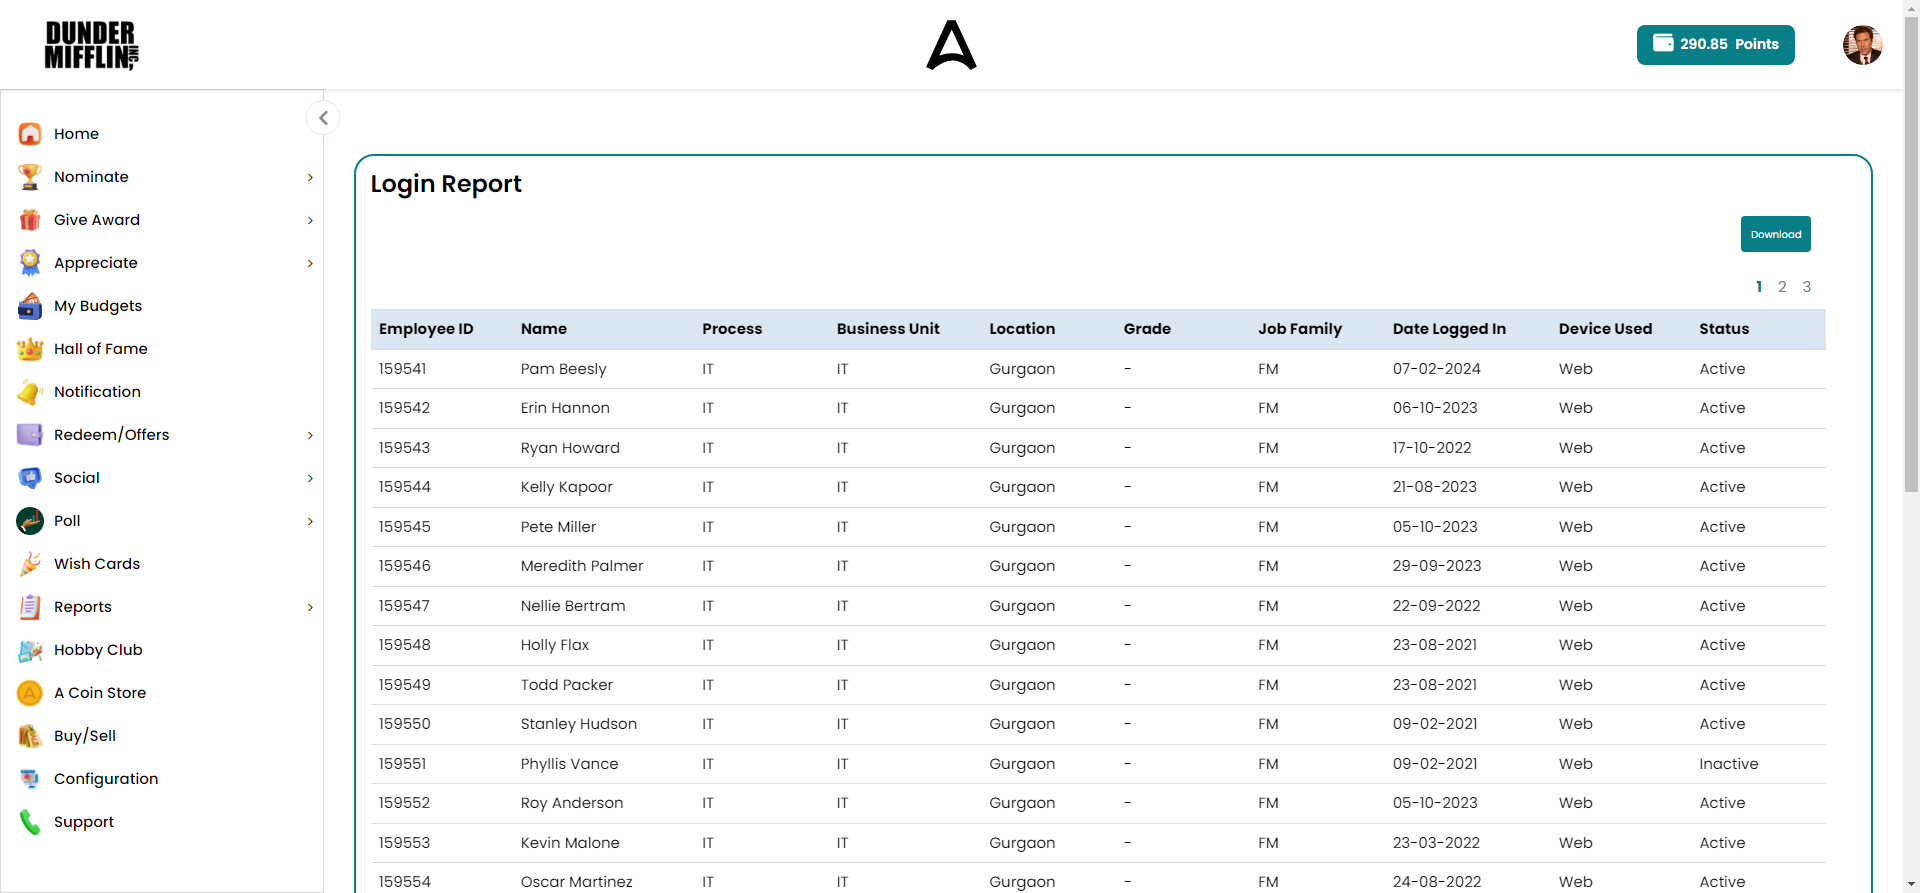 DUNDER
MIFFLIN, INC.
290.85 Points
Home
Nominate
Give Award
Appreciate
My Budgets
Hall of Fame
Notification
Redeem/Offers
Social
Poll
Wish Cards
Reports
Hobby Club
A Coin Store
Buy/Sell
Configuration
Support
Login Report
Download
1 2 3
Employee ID Name Process Business Unit Location Grade Job Family Date Logged In Device Used Status
159541 Pam Beesly IT IT Gurgaon - FM 07-02-2024 Web Active
159542 Erin Hannon IT IT Gurgaon - FM 06-10-2023 Web Active
159543 Ryan Howard IT IT Gurgaon - FM 17-10-2022 Web Active
159544 Kelly Kapoor IT IT Gurgaon - FM 21-08-2023 Web Active
159545 Pete Miller IT IT Gurgaon - FM 05-10-2023 Web Active
159546 Meredith Palmer IT IT Gurgaon - FM 29-09-2023 Web Active
159547 Nellie Bertram IT IT Gurgaon - FM 22-09-2022 Web Active
159548 Holly Flax IT IT Gurgaon - FM 23-08-2021 Web Active
159549 Todd Packer IT IT Gurgaon - FM 23-08-2021 Web Active
159550 Stanley Hudson IT IT Gurgaon - FM 09-02-2021 Web Active
159551 Phyllis Vance IT IT Gurgaon - FM 09-02-2021 Web Inactive
159552 Roy Anderson IT IT Gurgaon - FM 05-10-2023 Web Active
159553 Kevin Malone IT IT Gurgaon - FM 23-03-2022 Web Active
159554 Oscar Martinez IT IT Gurgaon - FM 24-08-2022 Web Active